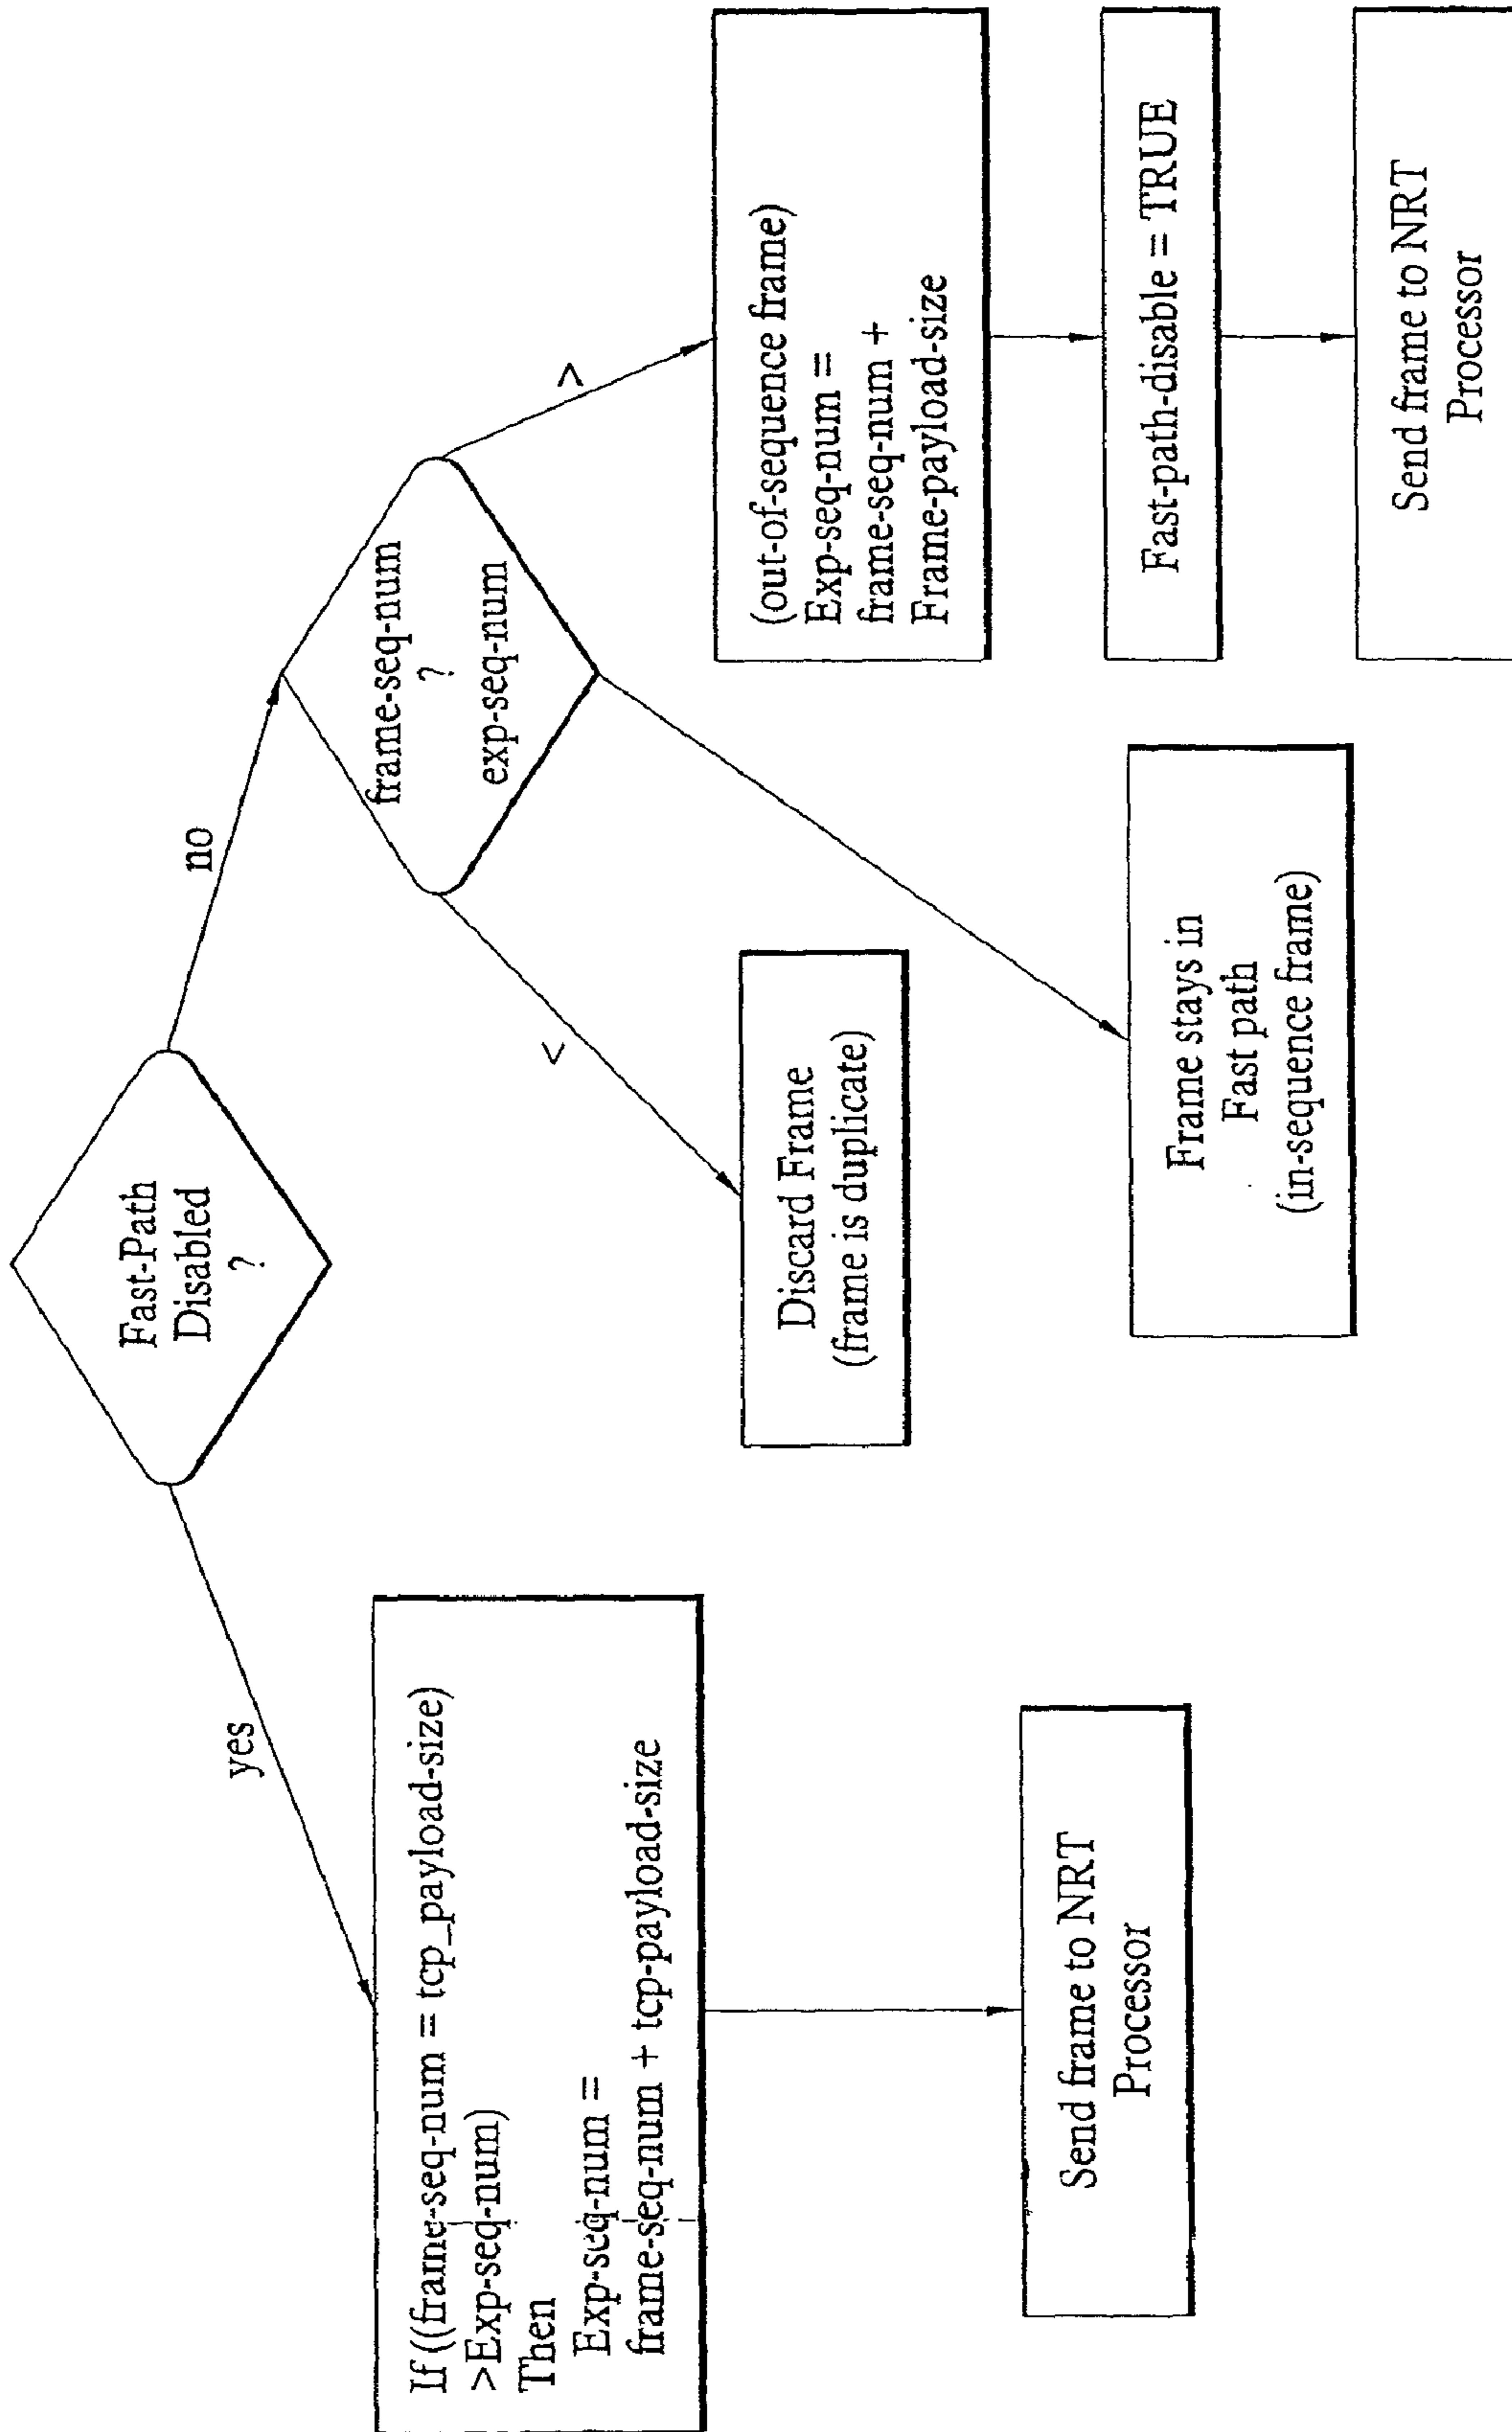 Fast-Path
Disabled
?
yes
no
If ((frame-seq-num = tcp_payload-size)
>Exp-seq-num)
Then
Exp-seq-num =
frame-seq-num + tcp-payload-size
Send frame to NRT
Processor
frame-seq-num
?
exp-seq-num
<
>
Discard Frame
(frame is duplicate)
Frame stays in
Fast path
(in-sequence frame)
(out-of-sequence frame)
Exp-seq-num =
frame-seq-num +
Frame-payload-size
Fast-path-disable = TRUE
Send frame to NRT
Processor